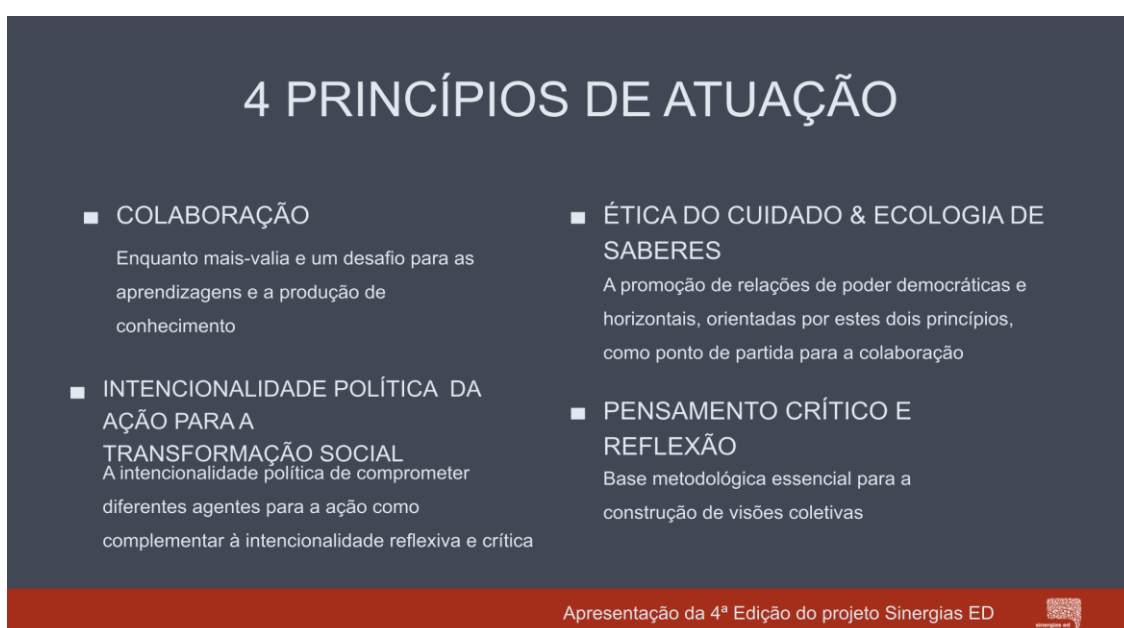 4 PRINCÍPIOS DE ATUAÇÃO
COLABORAÇÃO
Enquanto mais-valia e um desafio para as
aprendizagens e a produção de
conhecimento
INTENCIONALIDADE POLÍTICA DA
AÇÃO PARA A
TRANSFORMAÇÃO SOCIAL
A intencionalidade política de comprometer
diferentes agentes para a ação como
complementar à intencionalidade reflexiva e crítica
ÉTICA DO CUIDADO & ECOLOGIA DE
SABERES
A promoção de relações de poder democráticas e
horizontais, orientadas por estes dois princípios,
como ponto de partida para a colaboração
PENSAMENTO CRÍTICO E
REFLEXÃO
Base metodológica essencial para a
construção de visões coletivas
Apresentação da 4ª Edição do projeto Sinergias ED
sinergias ed